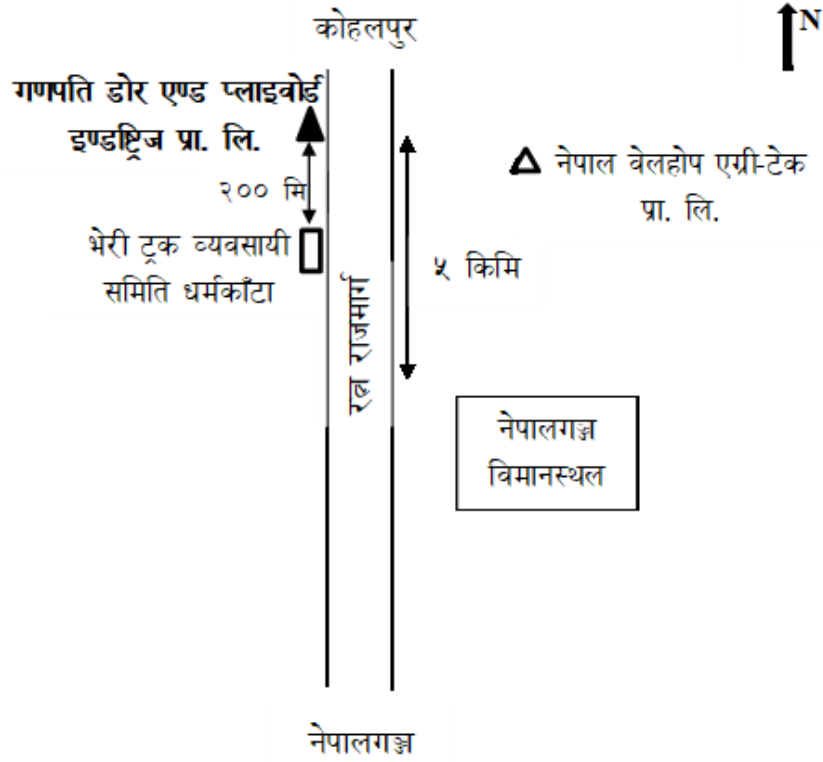 कोहलपुर
N
गणपति डोर एण्ड प्लाइवोर्ड
इण्डष्ट्रिज प्रा. लि.
नेपाल वेलहोप एग्री-टेक
प्रा. लि.
२०० मि
भेरी ट्रक व्यवसायी
समिति धर्मकाँटा
५ किमि
रत्न राजमार्ग
नेपालगञ्ज
विमानस्थल
नेपालगञ्ज